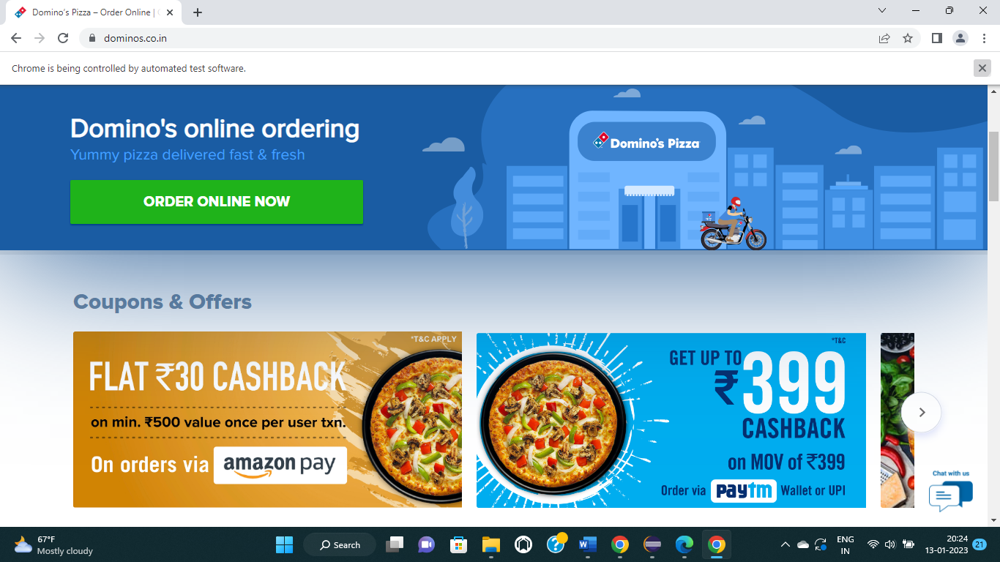 Domino's Pizza – Order Online |
dominos.co.in
Chrome is being controlled by automated test software.
Domino's online ordering
Yummy pizza delivered fast & fresh
ORDER ONLINE NOW
Domino's Pizza
Coupons & Offers
*T&C APPLY
FLAT ₹30 CASHBACK
on min. ₹500 value once per user txn.
On orders via amazon pay
*T&C
GET UP TO
₹399
CASHBACK
on MOV of ₹399
Order via paytm Wallet or UPI
Chat with us
67°F
Mostly cloudy
Search
ENG
IN
20:24
13-01-2023
21